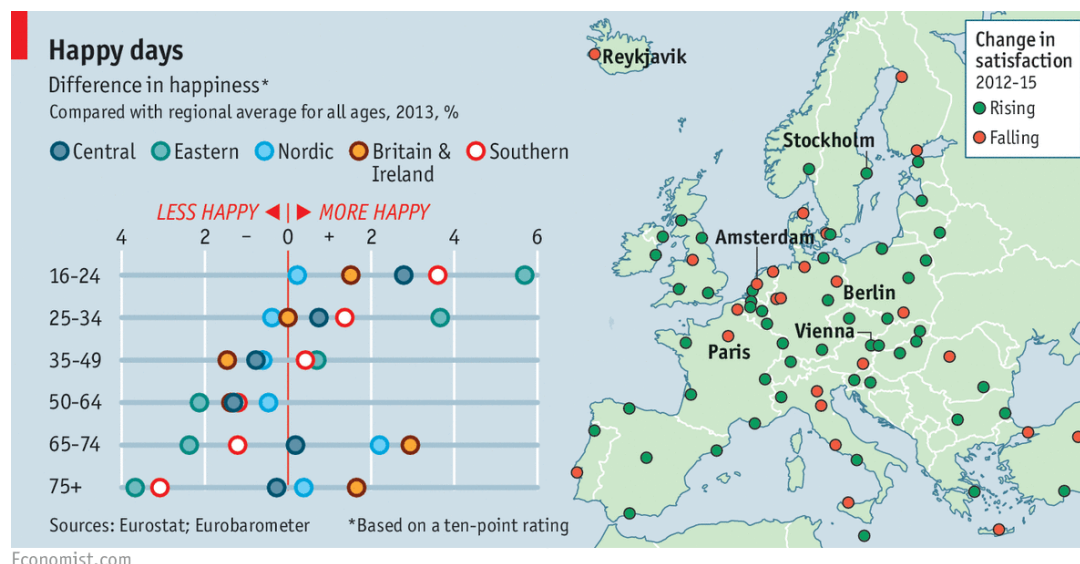 Happy days
Difference in happiness*
Compared with regional average for all ages, 2013, %
Central Eastern Nordic Britain & Ireland Southern
LESS HAPPY ◄ | ► MORE HAPPY
4 2 – 0 + 2 4 6
16-24
25-34
35-49
50-64
65-74
75+
Sources: Eurostat; Eurobarometer *Based on a ten-point rating
Economist.com
Change in
satisfaction
2012-15
Rising
Falling
Reykjavik
Stockholm
Amsterdam
Berlin
Vienna
Paris